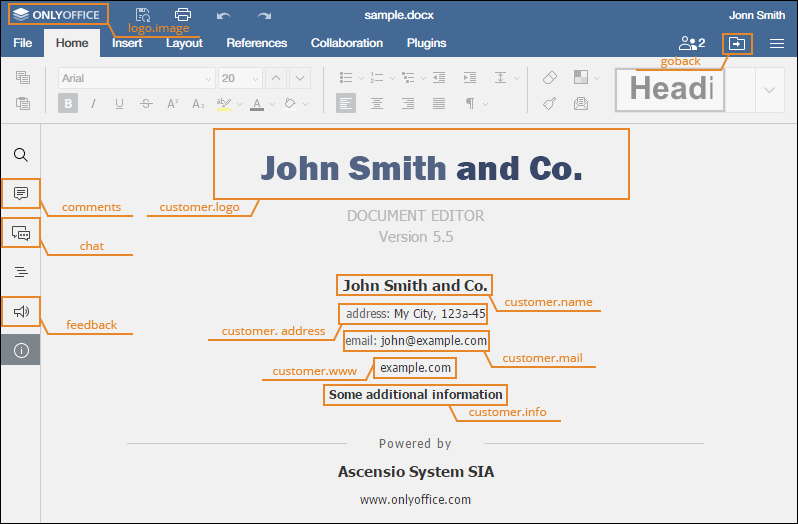 ONLYOFFICE
logo.image
sample.docx
Jonn Smith
File Home Insert Layout References Collaboration Plugins
2
goback
Arial 20
Headi
B I U S A² A₂ A
John Smith and Co.
comments
customer.logo
DOCUMENT EDITOR
Version 5.5
chat
John Smith and Co.
customer.name
address: My City, 123a-45
feedback
customer. address
email: john@example.com
customer.mail
customer.www
example.com
Some additional information
customer.info
Powered by
Ascensio System SIA
www.onlyoffice.com